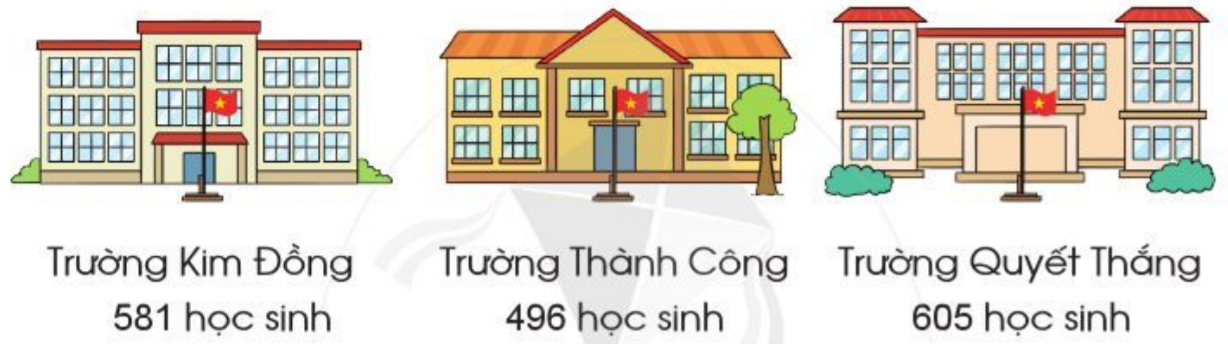 Trường Kim Đồng
581 học sinh
Trường Thành Công
496 học sinh
Trường Quyết Thắng
605 học sinh